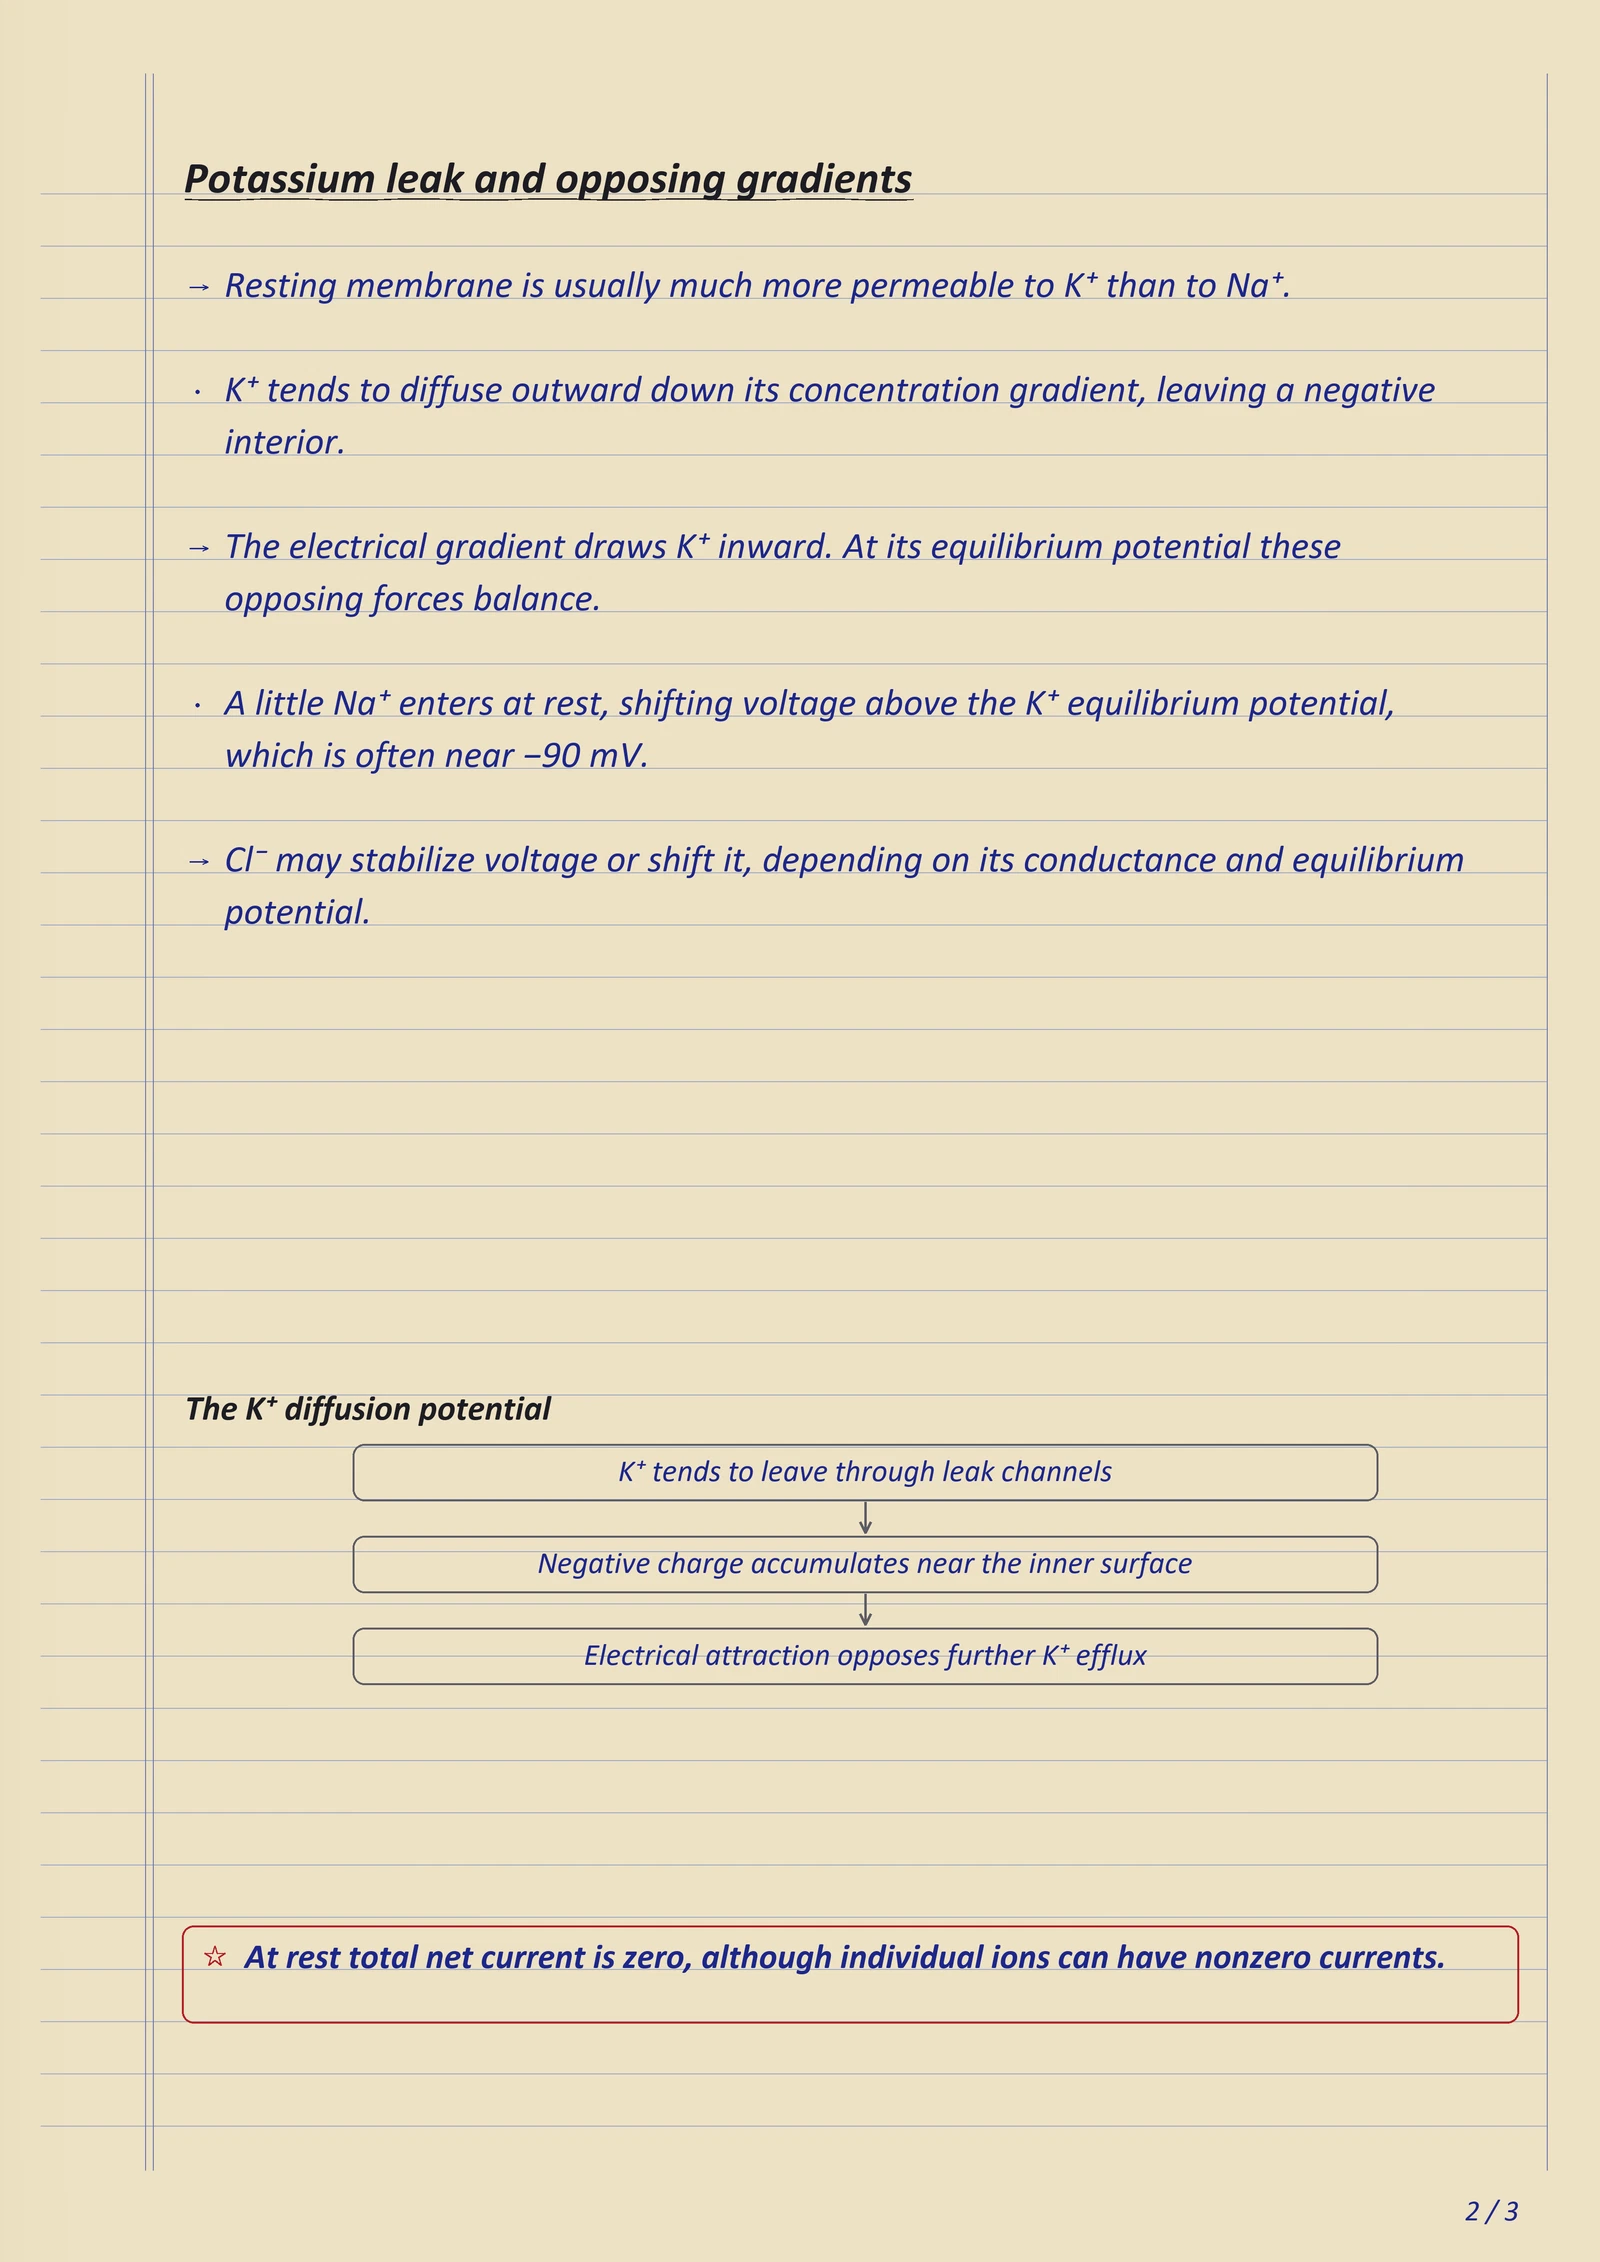 Potassium leak and opposing gradients
→ Resting membrane is usually much more permeable to K⁺ than to Na⁺.
· K⁺ tends to diffuse outward down its concentration gradient, leaving a negative
interior.
→ The electrical gradient draws K⁺ inward. At its equilibrium potential these
opposing forces balance.
· A little Na⁺ enters at rest, shifting voltage above the K⁺ equilibrium potential,
which is often near −90 mV.
→ Cl⁻ may stabilize voltage or shift it, depending on its conductance and equilibrium
potential.
The K⁺ diffusion potential
K⁺ tends to leave through leak channels
Negative charge accumulates near the inner surface
Electrical attraction opposes further K⁺ efflux
☆ At rest total net current is zero, although individual ions can have nonzero currents.
2 / 3